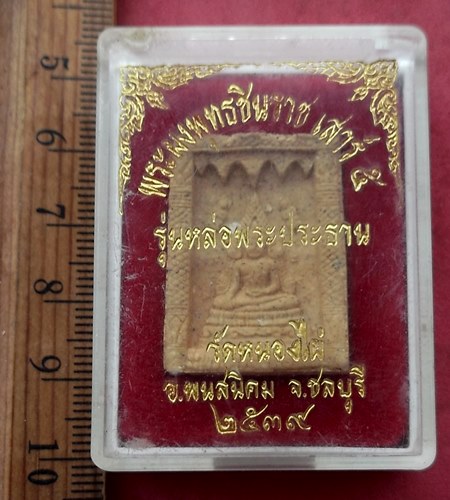 พระผงพุทธชินราช เสาร์ ๕
รุ่นหล่อพระประธาน
วัดหนองไผ่
อ.พนสนิคม จ.ชลบุรี
๒๕๓๙
5
6
7
8
9
10